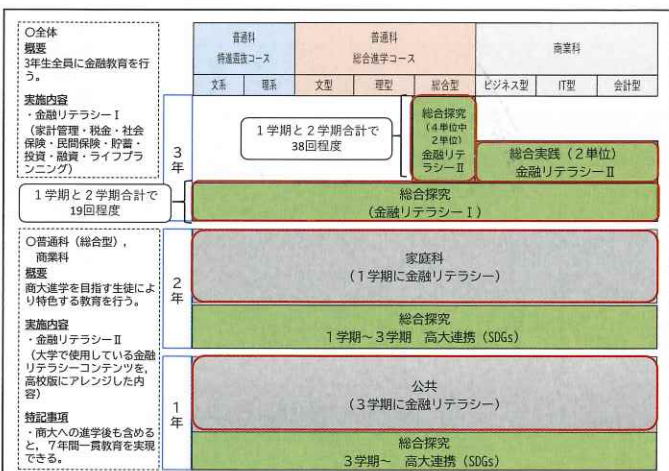 ○全体
概要
3年生全員に金融教育を行
う。
実施内容
・金融リテラシーⅠ
(家計管理・税金・社会
保険・民間保険・貯蓄・
投資・融資・ライフプラ
ンニング)
○普通科(総合型),
商業科
概要
商大進学を目指す生徒によ
り特色する教育を行う。
実施内容
・金融リテラシーⅡ
(大学で使用している金融
リテラシーコンテンツを,
高校版にアレンジした内
容)
特記事項
・商大への進学後も含める
と, 7年間一貫教育を実現
できる。
普通科
特進選抜コース
普通科
総合進学コース
商業科
文系
理系
文型
理型
総合型
ビジネス型
IT型
会計型
3年
1学期と2学期合計で
38回程度
総合探究
(4単位中
2単位)
金融リテ
ラシーⅡ
総合実践(2単位)
金融リテラシーⅡ
1学期と2学期合計で
19回程度
総合探究
(金融リテラシーⅠ)
2年
家庭科
(1学期に金融リテラシー)
総合探究
1学期~3学期 高大連携(SDGs)
1年
公共
(3学期に金融リテラシー)
総合探究
3学期~ 高大連携(SDGs)